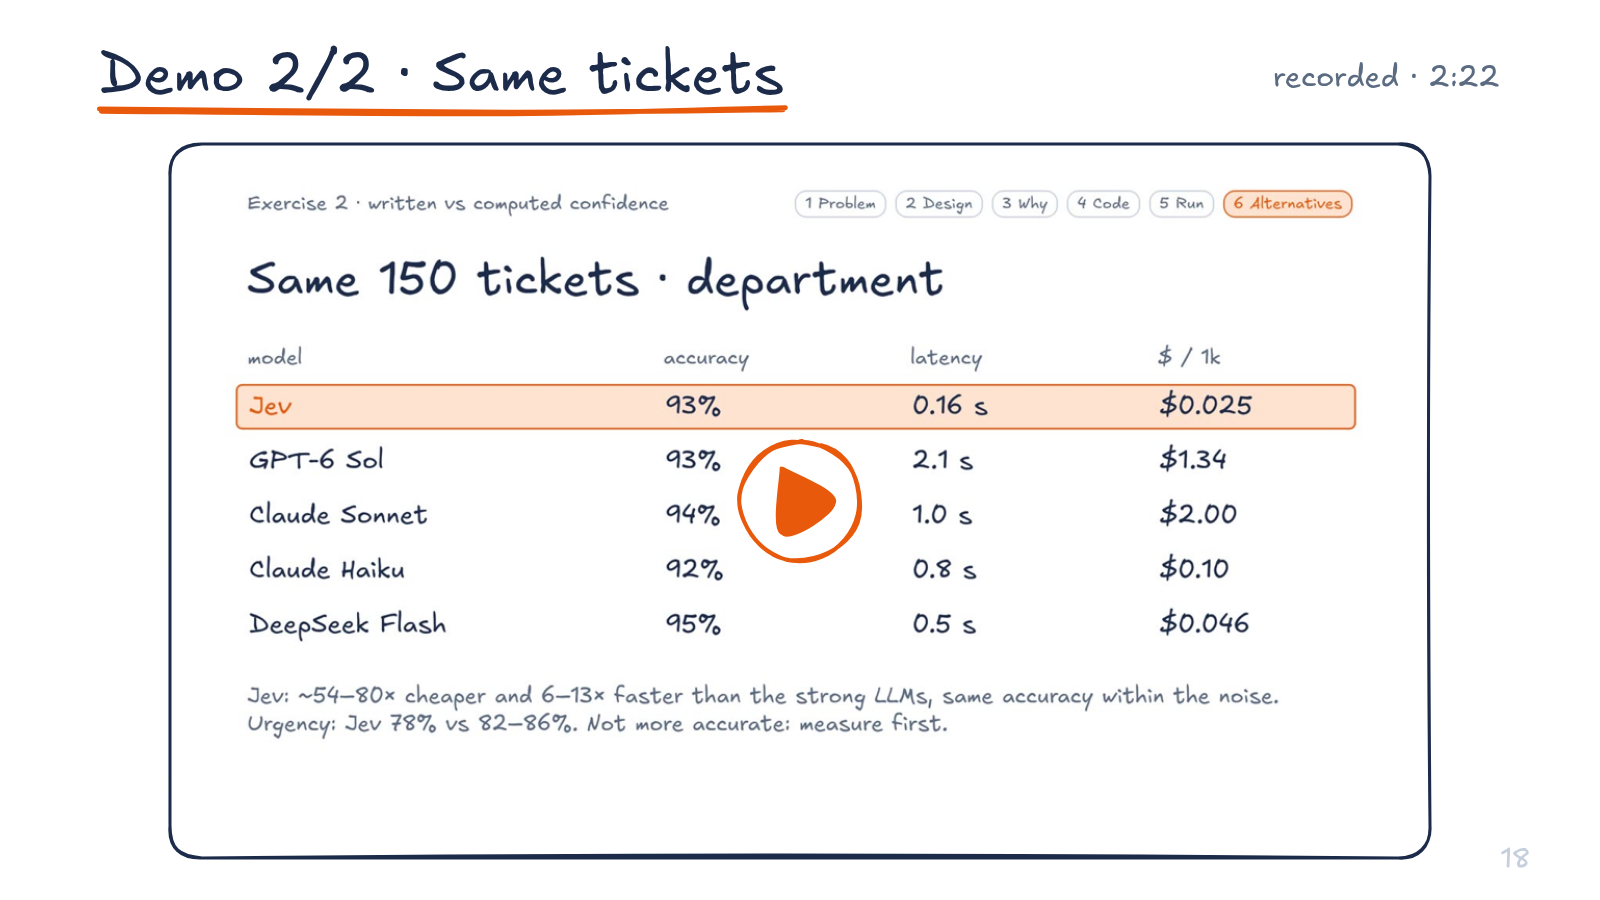 Demo 2/2 · Same tickets
recorded · 2:22
Exercise 2 · written vs computed confidence
1 Problem
2 Design
3 Why
4 Code
5 Run
6 Alternatives
Same 150 tickets · department
model accuracy latency $ / 1k
Jev 93% 0.16 s $0.025
GPT-6 Sol 93% 2.1 s $1.34
Claude Sonnet 94% 1.0 s $2.00
Claude Haiku 92% 0.8 s $0.10
DeepSeek Flash 95% 0.5 s $0.046
Jev: ~54–80× cheaper and 6–13× faster than the strong LLMs, same accuracy within the noise.
Urgency: Jev 78% vs 82–86%. Not more accurate: measure first.
18